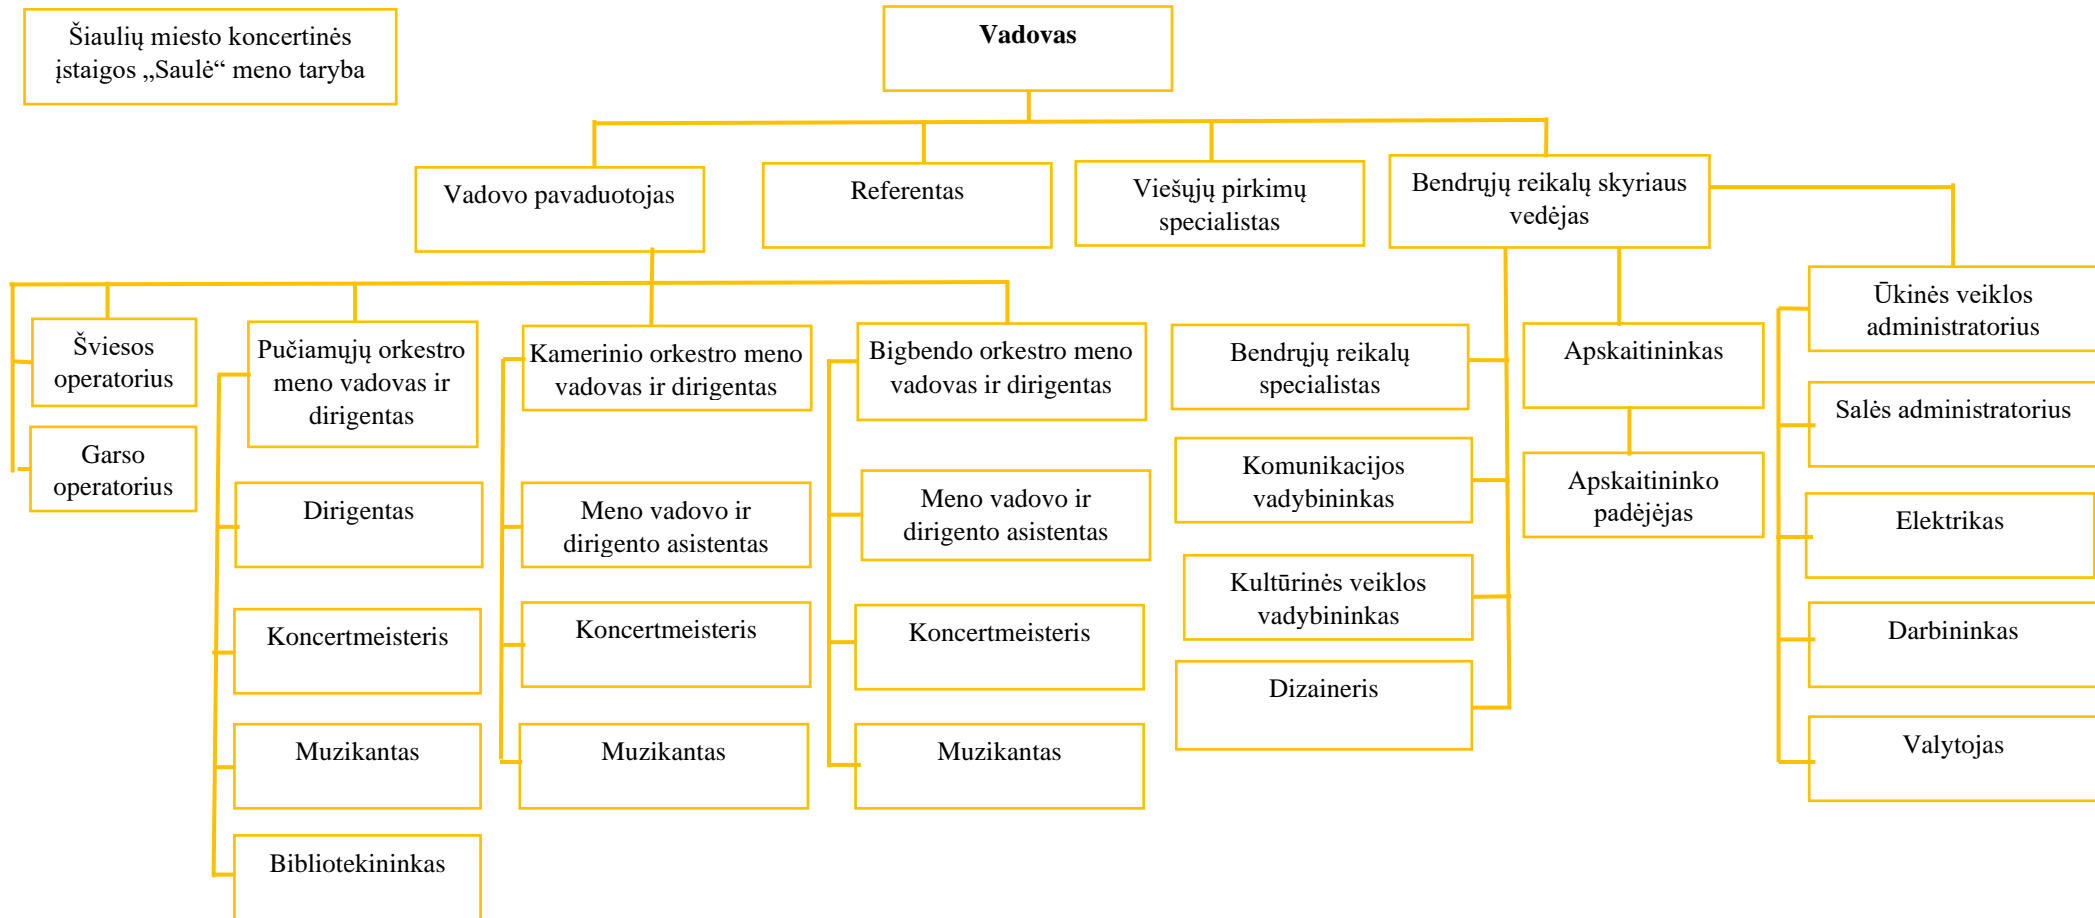 Šiaulių miesto koncertinės
įstaigos „Saulė“ meno taryba
Vadovas
Vadovo pavaduotojas
Referentas
Viešųjų pirkimų
specialistas
Bendrųjų reikalų skyriaus
vedėjas
Šviesos
operatorius
Garso
operatorius
Pučiamųjų orkestro
meno vadovas ir
dirigentas
Dirigentas
Koncertmeisteris
Muzikantas
Bibliotekininkas
Kamerinio orkestro meno
vadovas ir dirigentas
Meno vadovo ir
dirigento asistentas
Koncertmeisteris
Muzikantas
Bigbendo orkestro meno
vadovas ir dirigentas
Meno vadovo ir
dirigento asistentas
Koncertmeisteris
Muzikantas
Bendrųjų reikalų
specialistas
Komunikacijos
vadybininkas
Kultūrinės veiklos
vadybininkas
Dizaineris
Apskaitininkas
Apskaitininko
padėjėjas
Ūkinės veiklos
administratorius
Salės administratorius
Elektrikas
Darbininkas
Valytojas